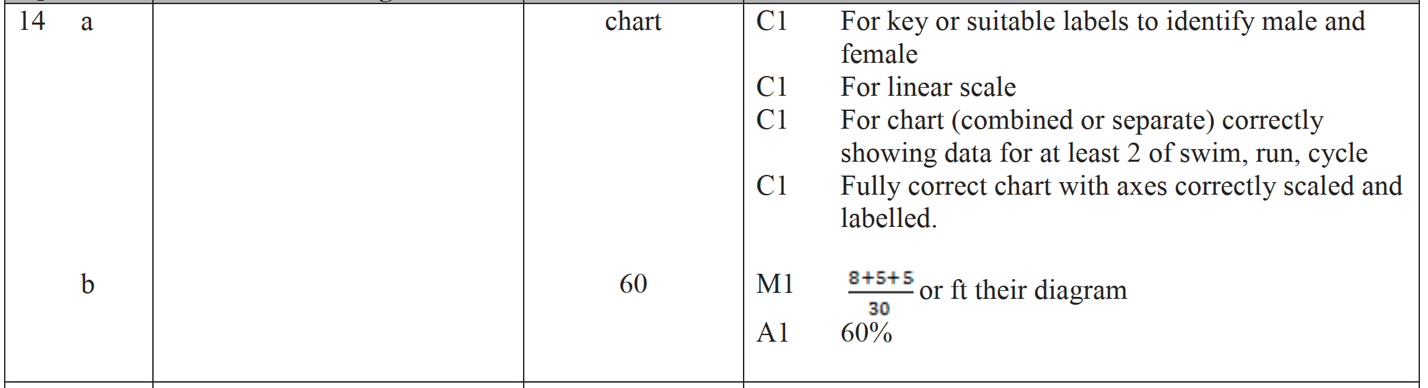 14 a chart C1 For key or suitable labels to identify male and
female
C1 For linear scale
C1 For chart (combined or separate) correctly
showing data for at least 2 of swim, run, cycle
C1 Fully correct chart with axes correctly scaled and
labelled.
b 60 M1 8+5+5/30 or ft their diagram
A1 60%